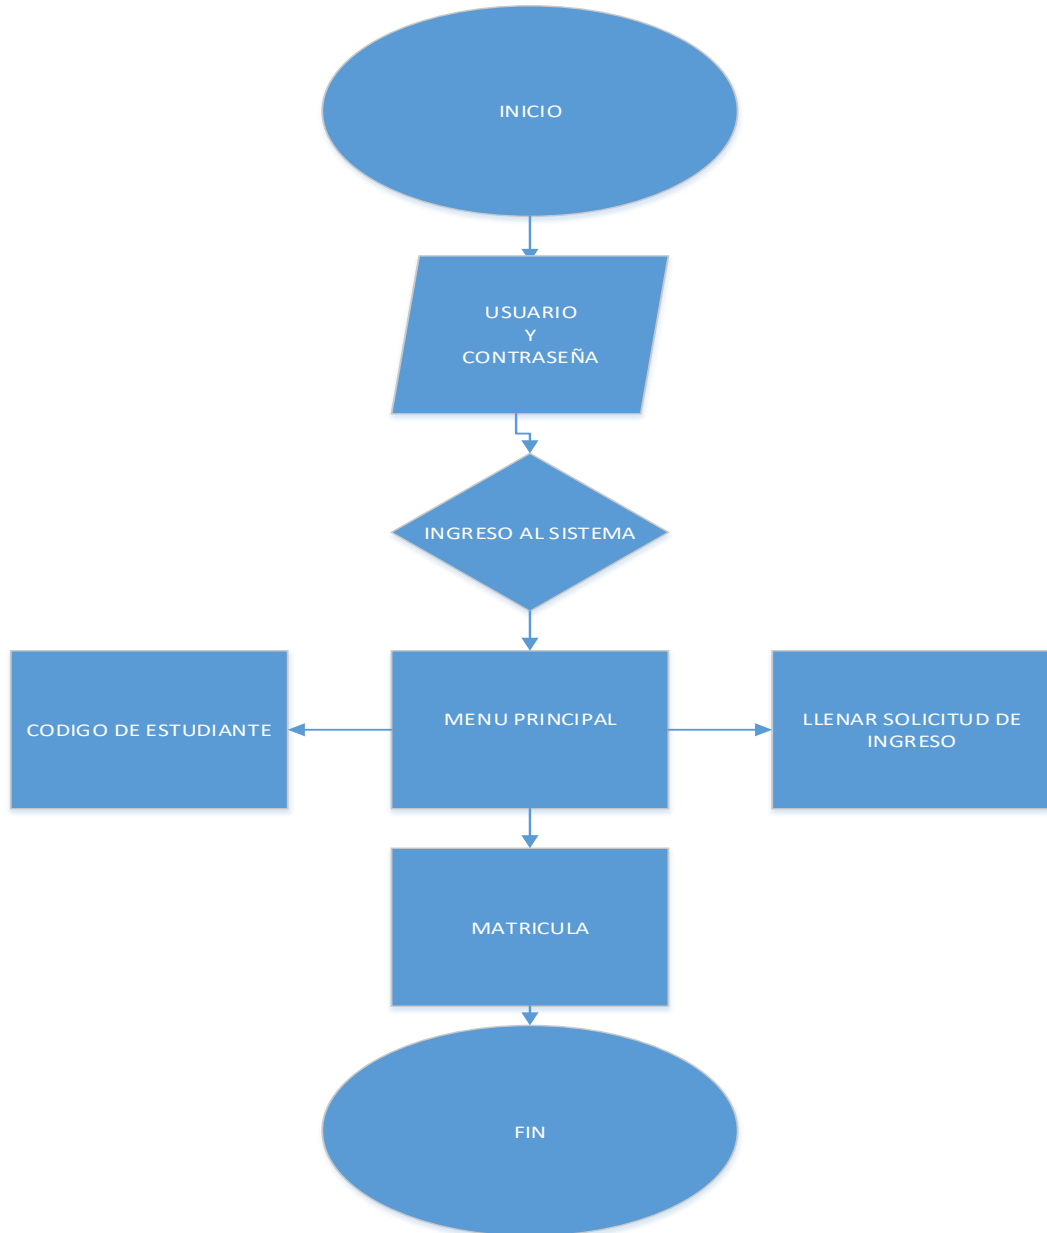 INICIO
USUARIO
Y
CONTRASEÑA
INGRESO AL SISTEMA
CODIGO DE ESTUDIANTE
MENU PRINCIPAL
LLENAR SOLICITUD DE
INGRESO
MATRICULA
FIN